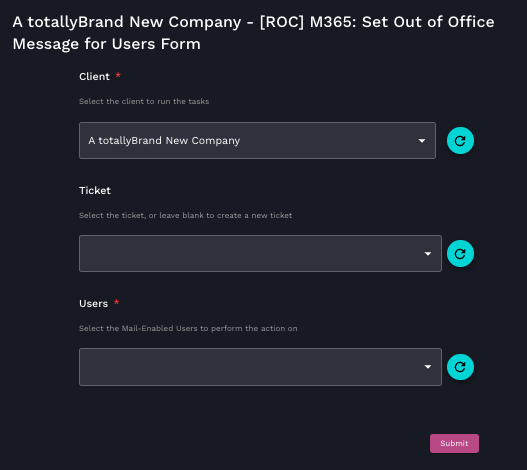 A totallyBrand New Company - [ROC] M365: Set Out of Office
Message for Users Form
Client *
Select the client to run the tasks
A totallyBrand New Company
Ticket
Select the ticket, or leave blank to create a new ticket
Users *
Select the Mail-Enabled Users to perform the action on
Submit